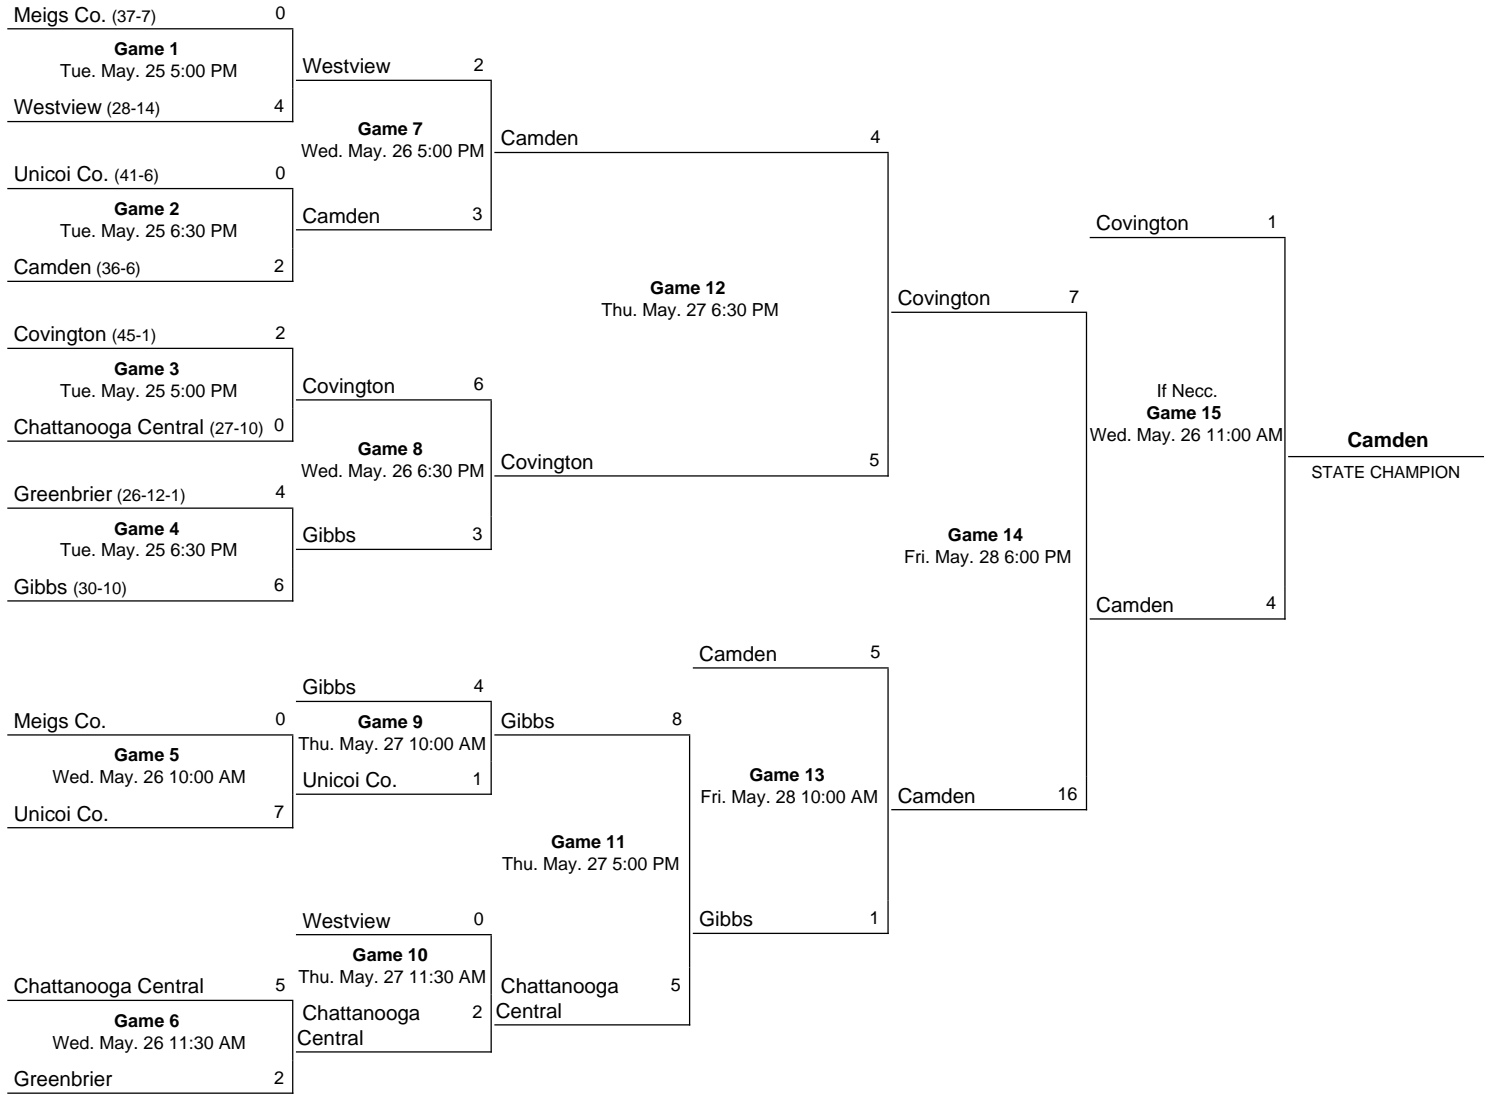 Meigs Co. (37-7) 0
Game 1
Tue. May. 25 5:00 PM
Westview (28-14) 4
Unicoi Co. (41-6) 0
Game 2
Tue. May. 25 6:30 PM
Camden (36-6) 2
Covington (45-1) 2
Game 3
Tue. May. 25 5:00 PM
Chattanooga Central (27-10) 0
Greenbrier (26-12-1) 4
Game 4
Tue. May. 25 6:30 PM
Gibbs (30-10) 6
Meigs Co. 0
Game 5
Wed. May. 26 10:00 AM
Unicoi Co. 7
Chattanooga Central 5
Game 6
Wed. May. 26 11:30 AM
Greenbrier 2
Westview 2
Game 7
Wed. May. 26 5:00 PM
Camden 3
Covington 6
Game 8
Wed. May. 26 6:30 PM
Gibbs 3
Gibbs 4
Game 9
Thu. May. 27 10:00 AM
Unicoi Co. 1
Westview 0
Game 10
Thu. May. 27 11:30 AM
Chattanooga 2
Central
Camden 4
Game 12
Thu. May. 27 6:30 PM
Covington 5
Gibbs 8
Game 11
Thu. May. 27 5:00 PM
Chattanooga 5
Central
Camden 5
Game 13
Fri. May. 28 10:00 AM
Gibbs 1
Covington 7
Game 14
Fri. May. 28 6:00 PM
Camden 16
Covington 1
If Necc.
Game 15
Wed. May. 26 11:00 AM
Camden 4
Camden
STATE CHAMPION